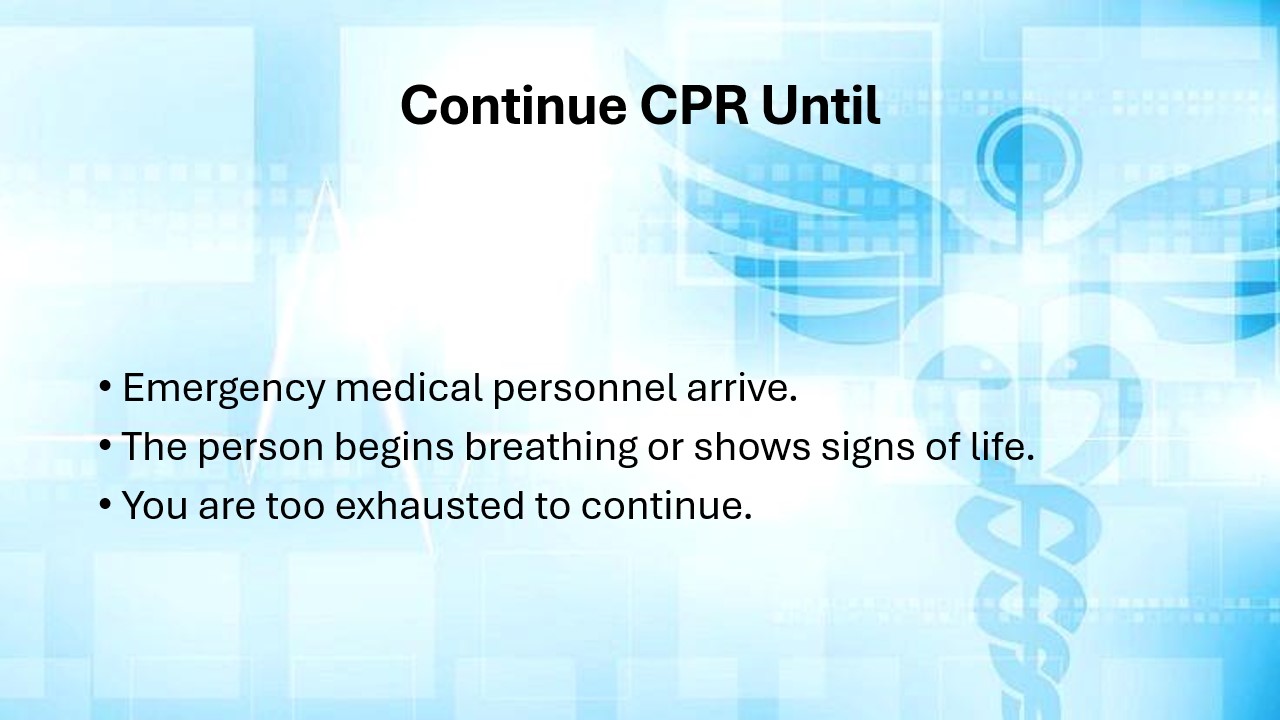 Continue CPR Until
• Emergency medical personnel arrive.
• The person begins breathing or shows signs of life.
• You are too exhausted to continue.